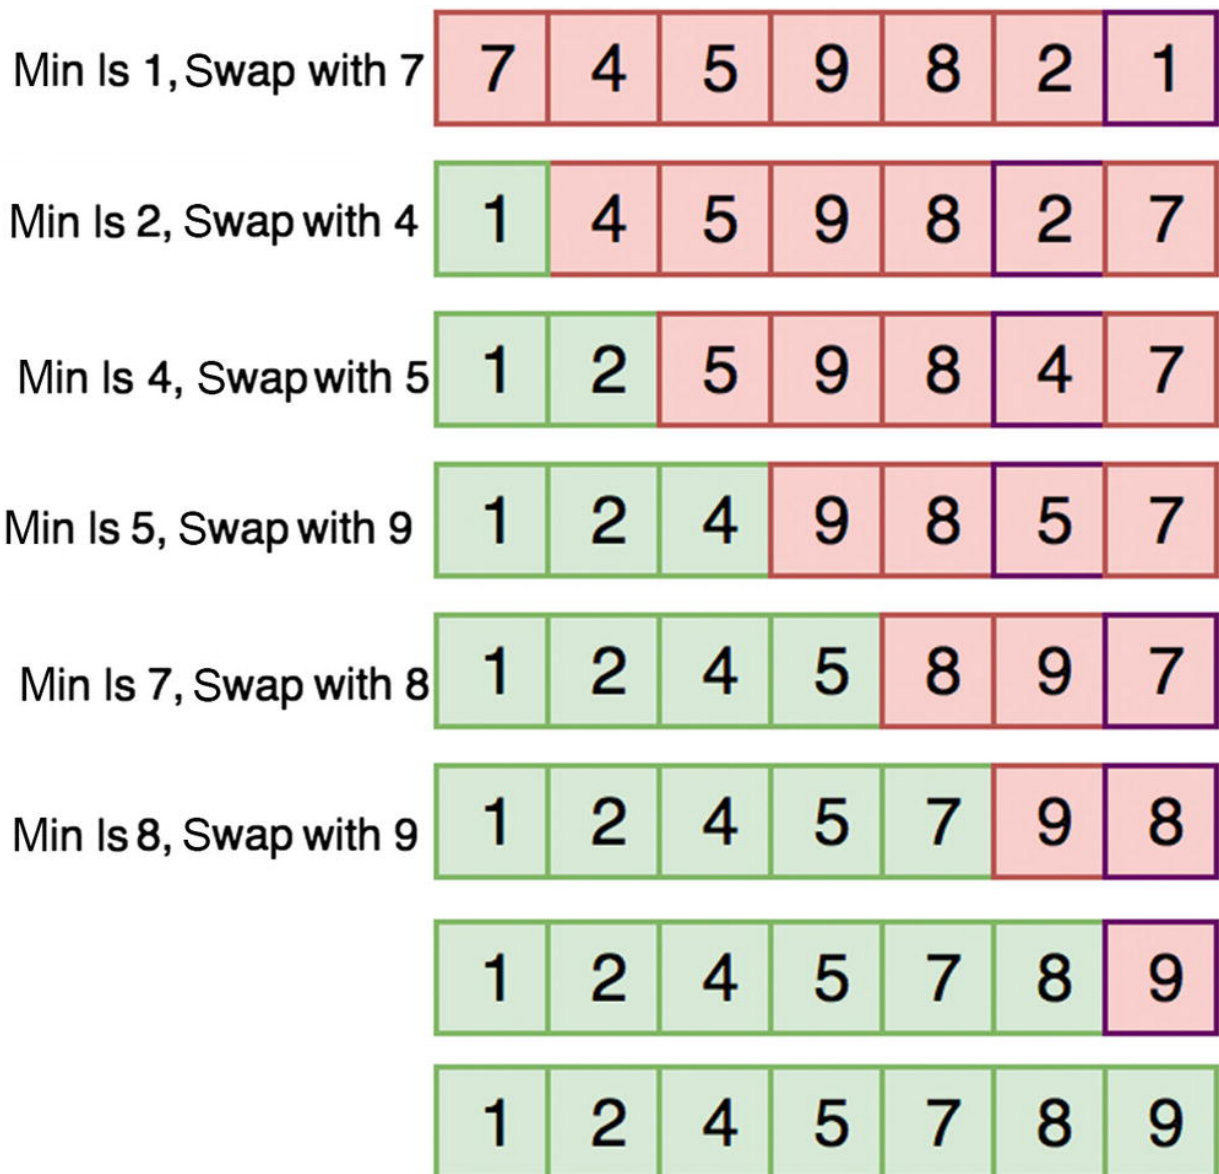 Min Is 1, Swap with 7 7 4 5 9 8 2 1
Min Is 2, Swap with 4 1 4 5 9 8 2 7
Min Is 4, Swap with 5 1 2 5 9 8 4 7
Min Is 5, Swap with 9 1 2 4 9 8 5 7
Min Is 7, Swap with 8 1 2 4 5 8 9 7
Min Is 8, Swap with 9 1 2 4 5 7 9 8
1 2 4 5 7 8 9
1 2 4 5 7 8 9